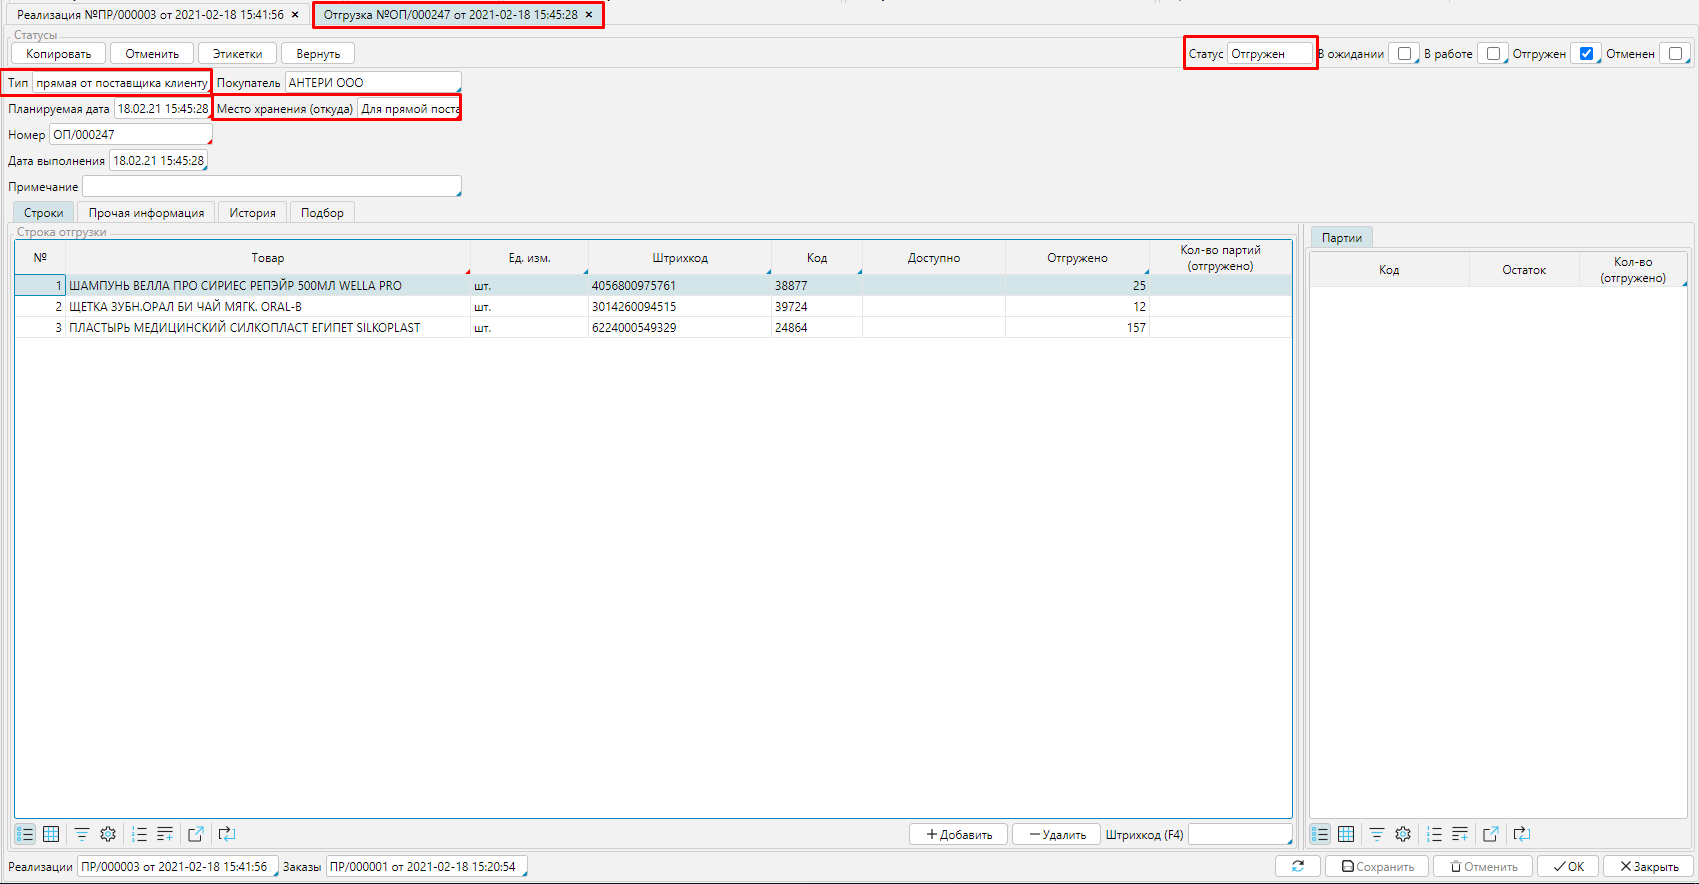 Реализация №ПР/000003 от 2021-02-18 15:41:56 × Отгрузка №ОП/000247 от 2021-02-18 15:45:28 ×
Статусы
Копировать Отменить Этикетки Вернуть Статус Отгружен В ожидании В работе Отгружен Отменен
Тип прямая от поставщика клиенту Покупатель АНТЕРИ ООО
Планируемая дата 18.02.21 15:45:28 Место хранения (откуда) Для прямой поста
Номер ОП/000247
Дата выполнения 18.02.21 15:45:28
Примечание
Строки Прочая информация История Подбор
Строка отгрузки
№ Товар Ед. изм. Штрихкод Код Доступно Отгружено Кол-во партий (отгружено)
1 ШАМПУНЬ ВЕЛЛА ПРО СИРИЕС РЕПЭЙР 500МЛ WELLA PRO шт. 4056800975761 38877 25
2 ЩЕТКА ЗУБН.ОРАЛ БИ ЧАЙ МЯГК. ORAL-B шт. 3014260094515 39724 12
3 ПЛАСТЫРЬ МЕДИЦИНСКИЙ СИЛКОПЛАСТ ЕГИПЕТ SILKOPLAST шт. 6224000549329 24864 157
Партии
Код Остаток Кол-во (отгружено)
Добавить Удалить Штрихкод (F4)
Реализации ПР/000003 от 2021-02-18 15:41:56 Заказы ПР/000001 от 2021-02-18 15:20:54
Сохранить Отменить ОК Закрыть